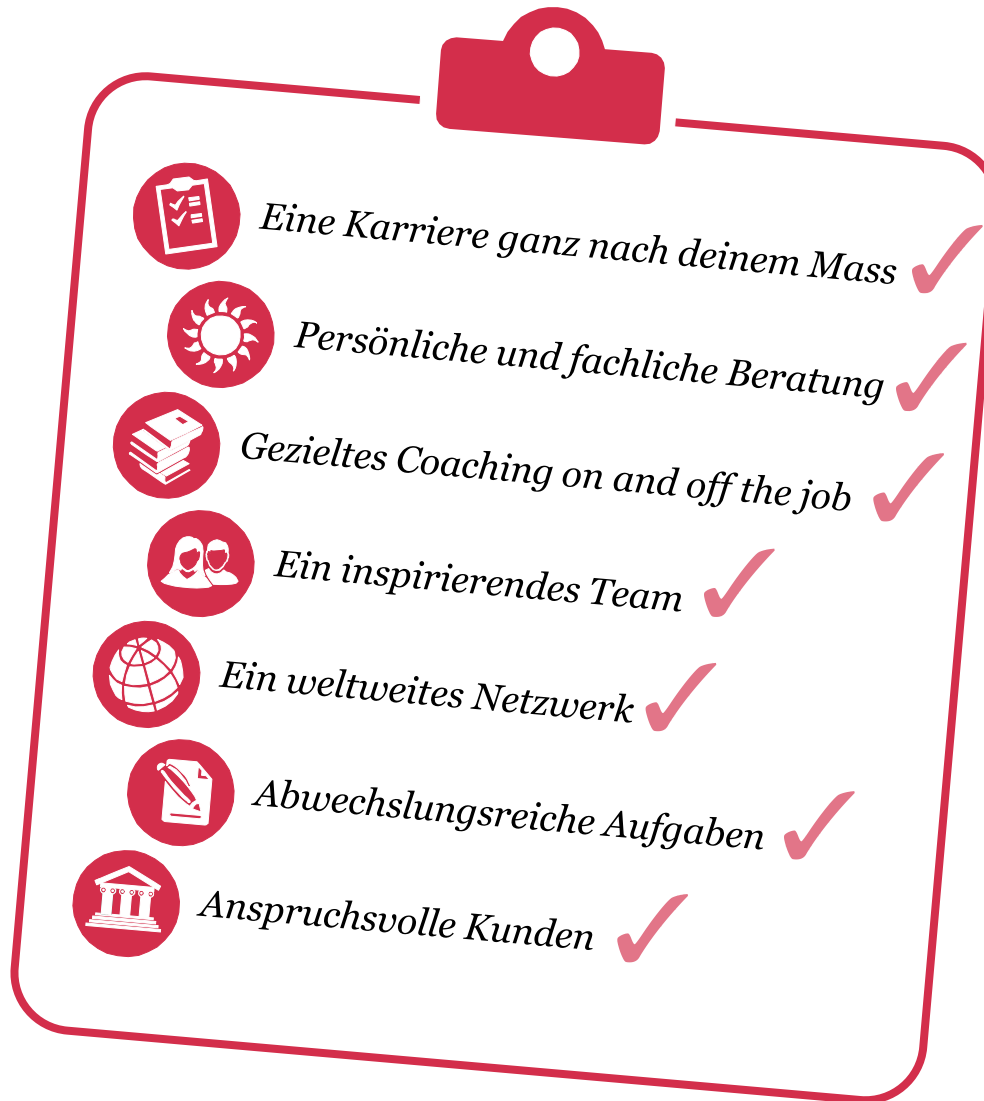 Eine Karriere ganz nach deinem Mass
Persönliche und fachliche Beratung
Gezieltes Coaching on and off the job
Ein inspirierendes Team
Ein weltweites Netzwerk
Abwechslungsreiche Aufgaben
Anspruchsvolle Kunden